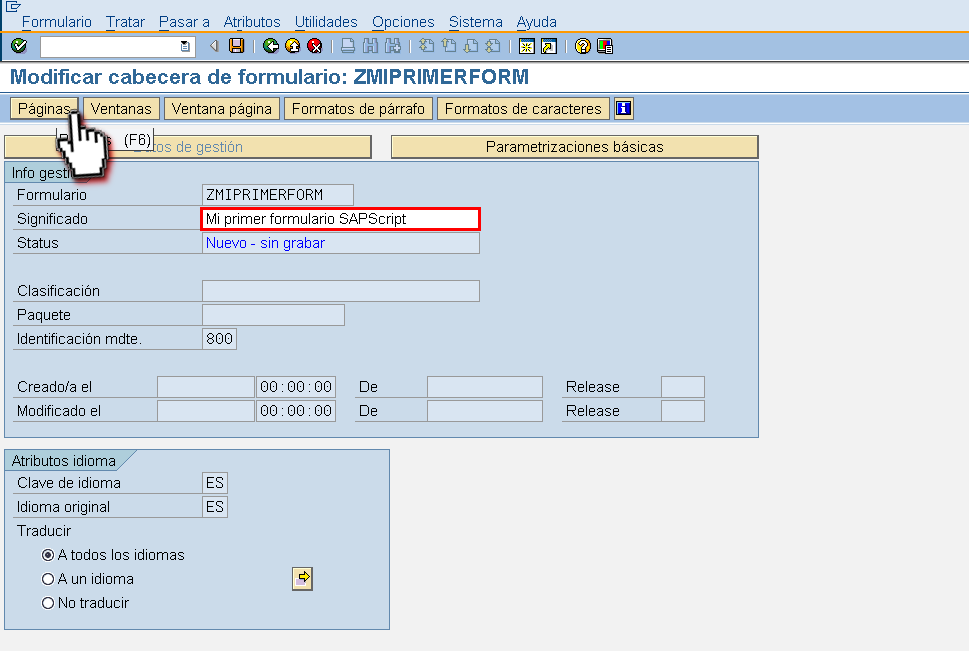 Formulario Tratar Pasar a Atributos Utilidades Opciones Sistema Ayuda
Modificar cabecera de formulario: ZMIPRIMERFORM
Páginas Ventanas Ventana página Formatos de párrafo Formatos de caracteres
(F6)
de gestión Parametrizaciones básicas
Info
Formulario ZMIPRIMERFORM
Significado Mi primer formulario SAPScript
Status Nuevo - sin grabar
Clasificación
Paquete
Identificación mdte. 800
Creado/a el 00:00:00 De Release
Modificado el 00:00:00 De Release
Atributos idioma
Clave de idioma ES
Idioma original ES
Traducir
A todos los idiomas
A un idioma
No traducir